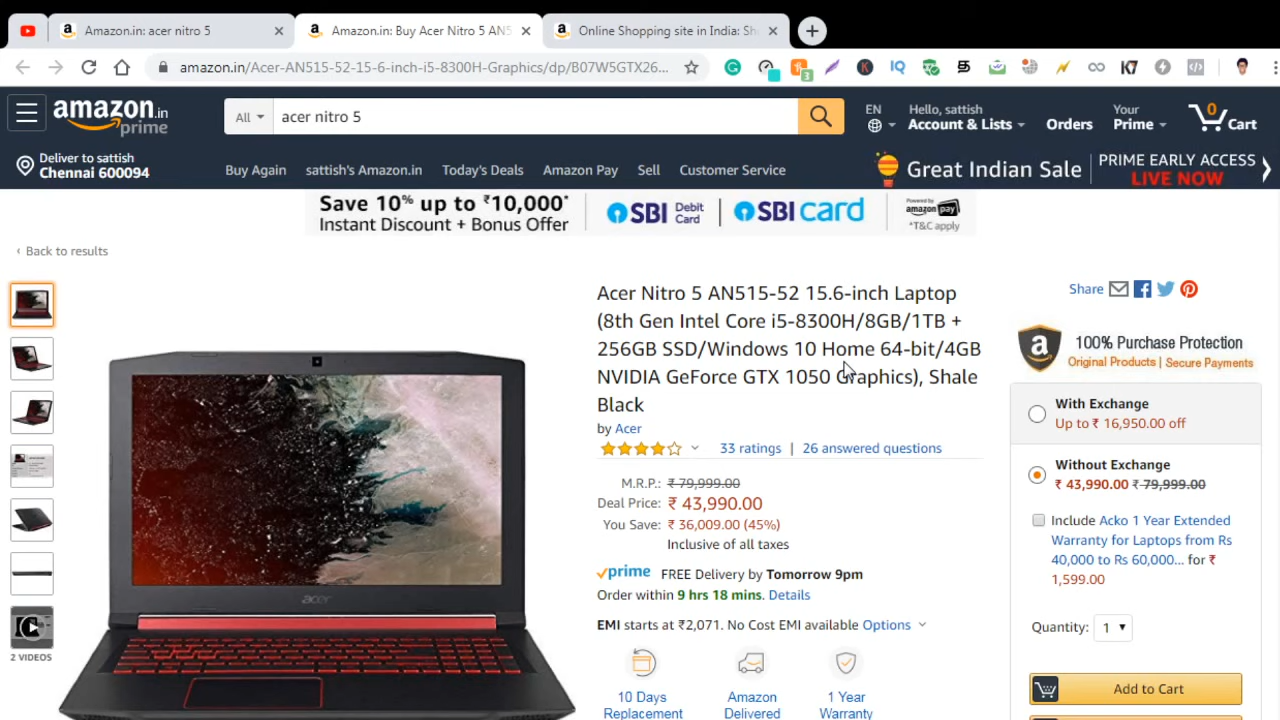 Amazon.in: acer nitro 5
Amazon.in: Buy Acer Nitro 5 AN5
Online Shopping site in India: Sh
amazon.in/Acer-AN515-52-15-6-inch-i5-8300H-Graphics/dp/B07W5GTX26...
3
K7
amazon.in
prime
All
acer nitro 5
EN
Hello, sattish
Account & Lists
Orders
Your
Prime
0
Cart
Deliver to sattish
Chennai 600094
Buy Again
sattish's Amazon.in
Today's Deals
Amazon Pay
Sell
Customer Service
Great Indian Sale
PRIME EARLY ACCESS
LIVE NOW
Save 10% up to ₹10,000*
Instant Discount + Bonus Offer
SBI Debit Card
SBI card
Powered by
amazon pay
*T&C apply
‹ Back to results
Share
Acer Nitro 5 AN515-52 15.6-inch Laptop
(8th Gen Intel Core i5-8300H/8GB/1TB +
256GB SSD/Windows 10 Home 64-bit/4GB
NVIDIA GeForce GTX 1050 Graphics), Shale
Black
by Acer
33 ratings | 26 answered questions
M.R.P.: ₹ 79,999.00
Deal Price: ₹ 43,990.00
You Save: ₹ 36,009.00 (45%)
Inclusive of all taxes
prime FREE Delivery by Tomorrow 9pm
Order within 9 hrs 18 mins. Details
EMI starts at ₹2,071. No Cost EMI available Options
10 Days
Replacement
Amazon
Delivered
1 Year
Warranty
acer
2 VIDEOS
100% Purchase Protection
Original Products | Secure Payments
With Exchange
Up to ₹ 16,950.00 off
Without Exchange
₹ 43,990.00 ₹ 79,999.00
Include Acko 1 Year Extended
Warranty for Laptops from Rs
40,000 to Rs 60,000... for ₹
1,599.00
Quantity: 1
Add to Cart